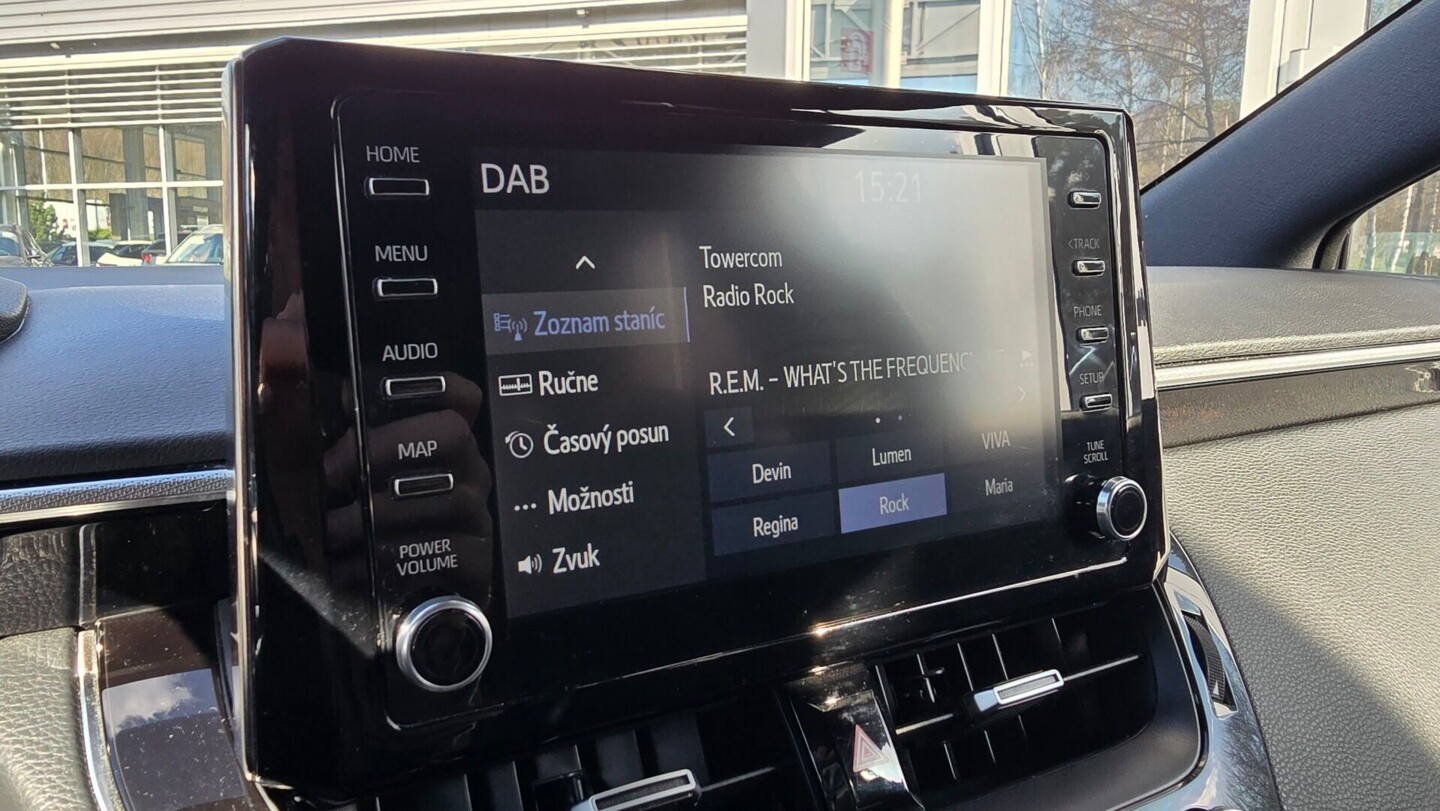 HOME
MENU
AUDIO
MAP
POWER
VOLUME
DAB
15:21
Zoznam staníc
Ručne
Časový posun
Možnosti
Zvuk
Towercom
Radio Rock
R.E.M. – WHAT'S THE FREQUENC
Devin
Lumen
VIVA
Regina
Rock
Maria
<TRACK
PHONE
SETUP
TUNE
SCROLL